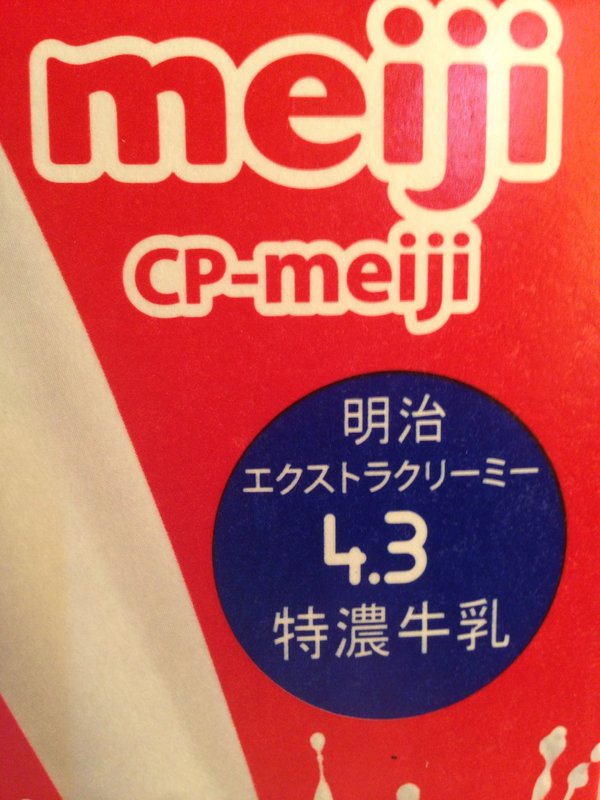 meiji
CP-meiji
明治
エクストラクリーミー
4.3
特濃牛乳